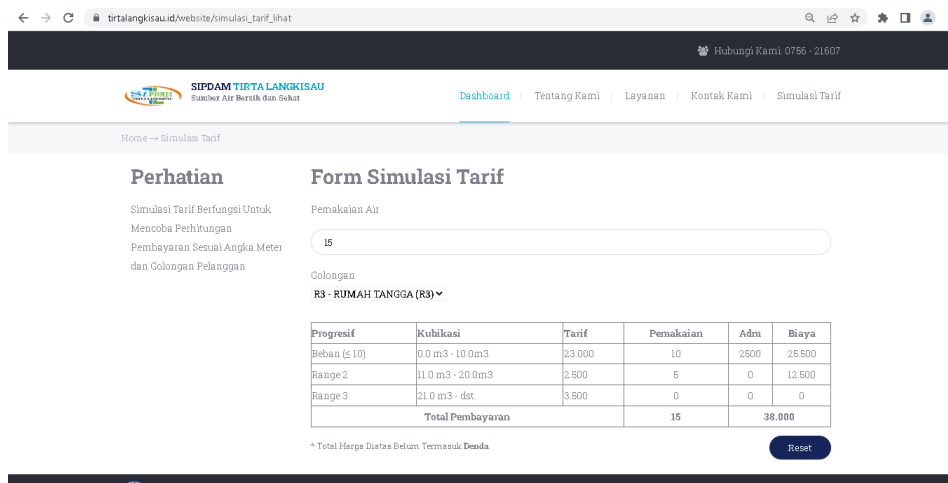 tirtalangkisau.id/website/simulasi_tarif_lihat
Hubungi Kami: 0756 - 21607
SIPDAM TIRTA LANGKISAU
Sumber Air Bersih dan Sehat
Dashboard
Tentang Kami
Layanan
Kontak Kami
Simulasi Tarif
Home → Simulasi Tarif
Perhatian
Simulasi Tarif Berfungsi Untuk
Mencoba Perhitungan
Pembayaran Sesuai Angka Meter
dan Golongan Pelanggan
Form Simulasi Tarif
Pemakaian Air
15
Golongan
R3 - RUMAH TANGGA (R3)
Progresif Kubikasi Tarif Pemakaian Adm Biaya
Beban (≤ 10) 0.0 m3 - 10.0m3 23.000 10 2500 25.500
Range 2 11.0 m3 - 20.0m3 2.500 5 0 12.500
Range 3 21.0 m3 - dst. 3.500 0 0 0
Total Pembayaran 15 38.000
* Total Harga Diatas Belum Termasuk Denda
Reset